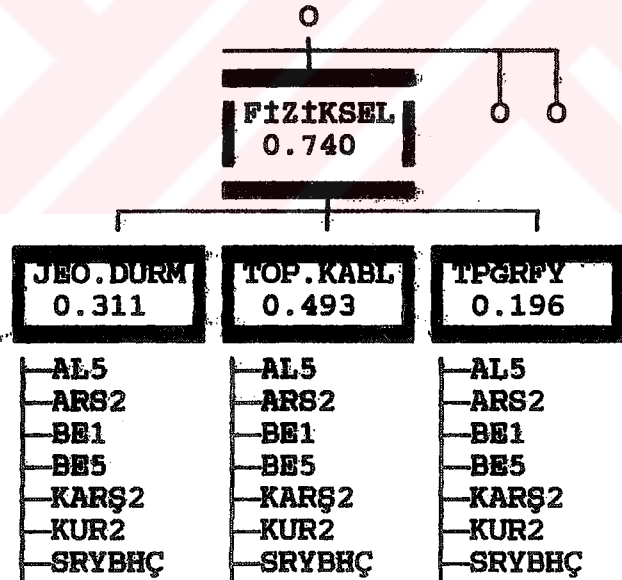 O
FİZİKSEL O O
0.740
JEO.DURM TOP.KABL TPGRFY
0.311 0.493 0.196
AL5 AL5 AL5
ARS2 ARS2 ARS2
BE1 BE1 BE1
BE5 BE5 BE5
KARŞ2 KARŞ2 KARŞ2
KUR2 KUR2 KUR2
SRYBHÇ SRYBHÇ SRYBHÇ